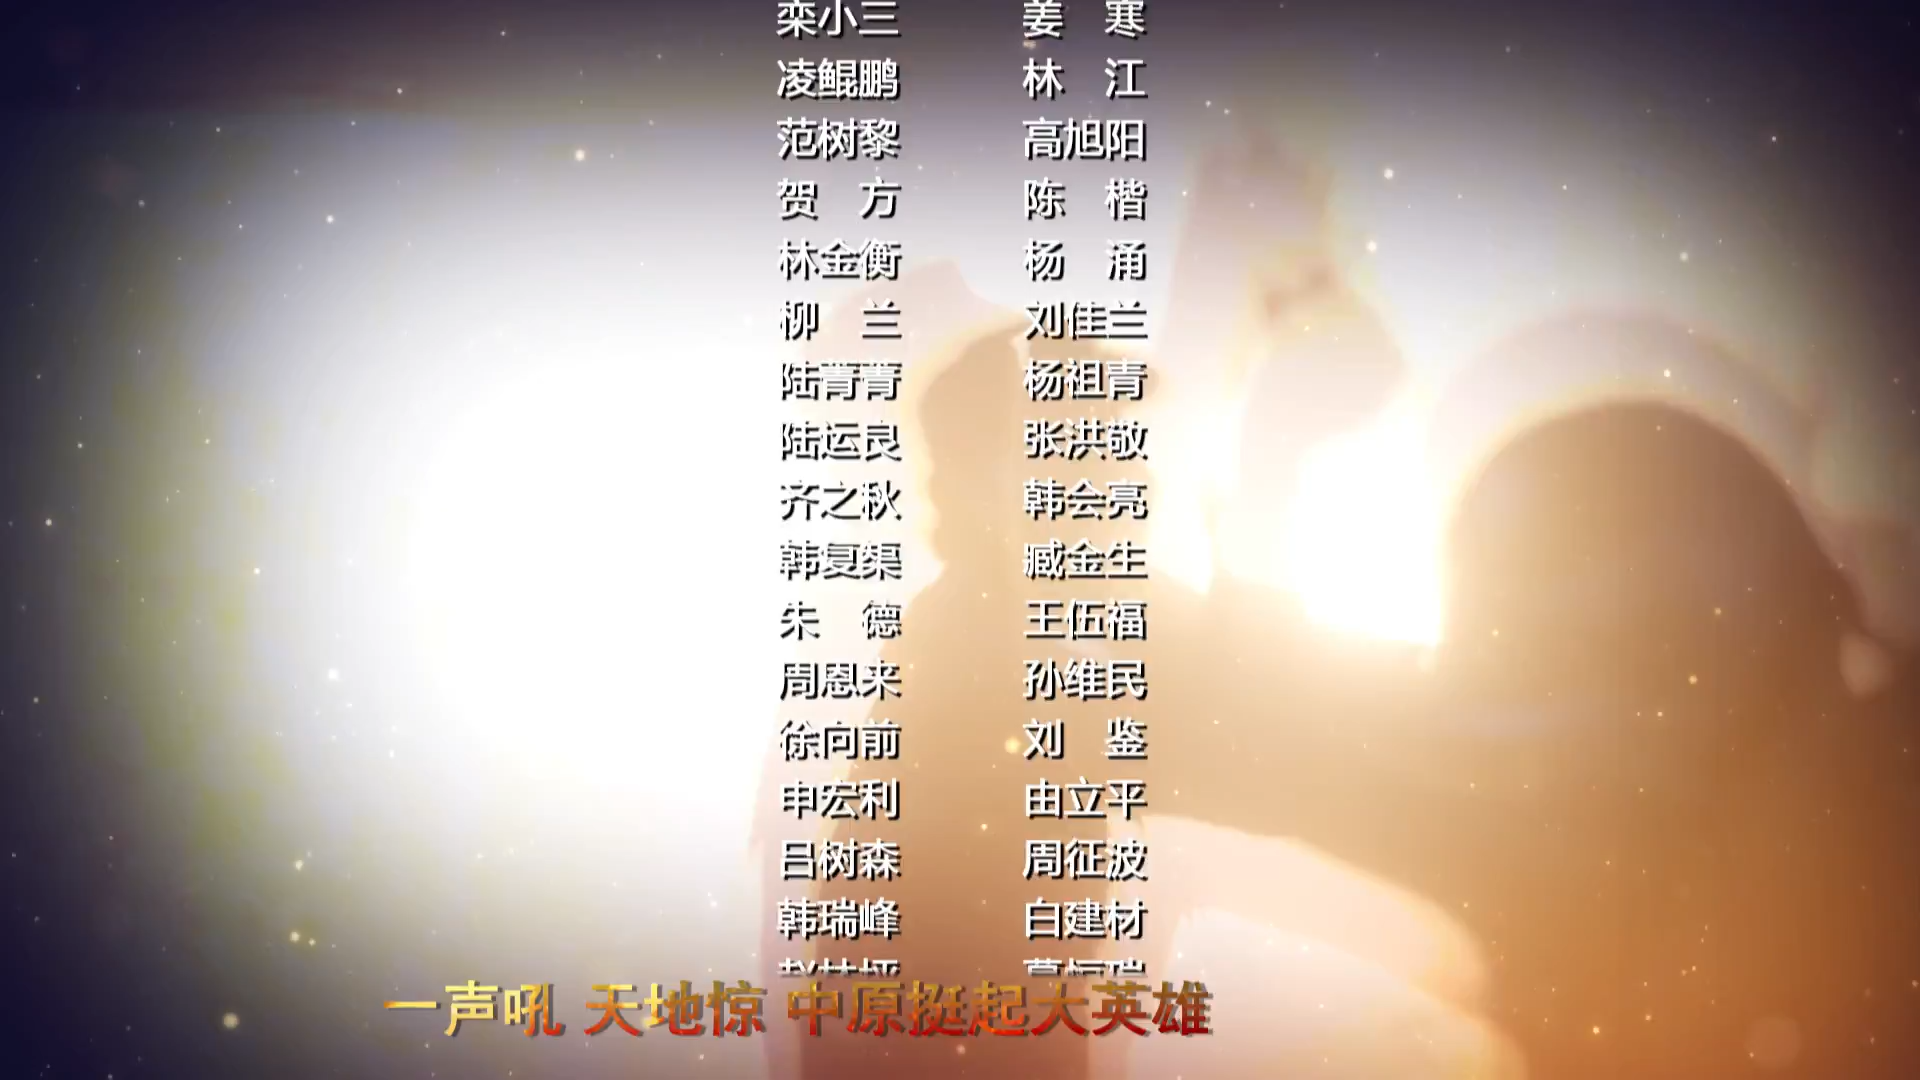 栾小三 姜 寒
凌鲲鹏 林 江
范树黎 高旭阳
贺 方 陈 楷
林金衡 杨 涌
柳 兰 刘佳兰
陆菁菁 杨祖青
陆运良 张洪敬
齐之秋 韩会亮
韩复榘 臧金生
朱 德 王伍福
周恩来 孙维民
徐向前 刘 鉴
申宏利 由立平
吕树森 周征波
韩瑞峰 白建材
一声吼 天地惊 中原挺起大英雄